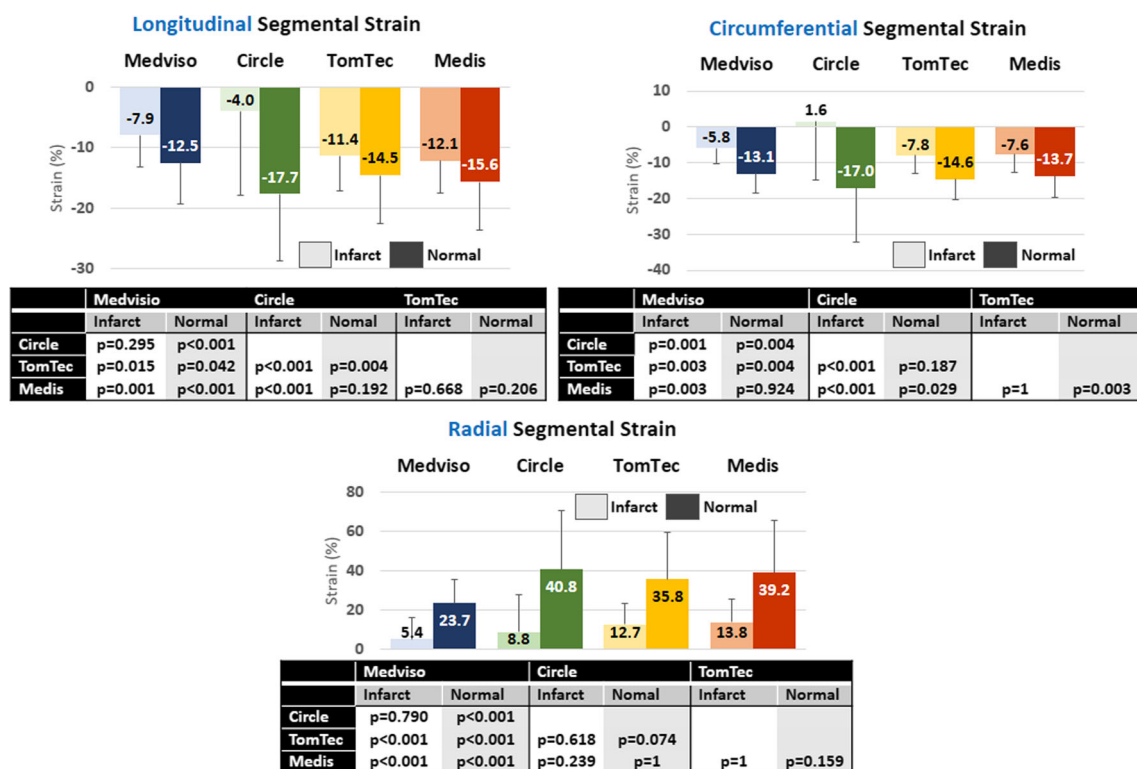 Longitudinal Segmental Strain
Medviso Circle TomTec Medis
0
-10
-20
-30
Strain (%)
-7.9 -12.5 -4.0 -17.7 -11.4 -14.5 -12.1 -15.6
Infarct Normal
Medvisio Circle TomTec
Infarct Normal Infarct Nomal Infarct Normal
Circle p=0.295 p<0.001
TomTec p=0.015 p=0.042 p<0.001 p=0.004
Medis p=0.001 p<0.001 p<0.001 p=0.192 p=0.668 p=0.206
Circumferential Segmental Strain
Medviso Circle TomTec Medis
10
0
-10
-20
-30
-40
Strain (%)
-5.8 -13.1 1.6 -17.0 -7.8 -14.6 -7.6 -13.7
Infarct Normal
Medviso Circle TomTec
Infarct Normal Infarct Normal Infarct Normal
Circle p=0.001 p=0.004
TomTec p=0.003 p=0.004 p<0.001 p=0.187
Medis p=0.003 p=0.924 p<0.001 p=0.029 p=1 p=0.003
Radial Segmental Strain
Medviso Circle TomTec Medis
80
60
40
20
0
Strain (%)
Infarct Normal
5.4 23.7 8.8 40.8 12.7 35.8 13.8 39.2
Medviso Circle TomTec
Infarct Normal Infarct Nomal Infarct Normal
Circle p=0.790 p<0.001
TomTec p<0.001 p<0.001 p=0.618 p=0.074
Medis p<0.001 p<0.001 p=0.239 p=1 p=1 p=0.159